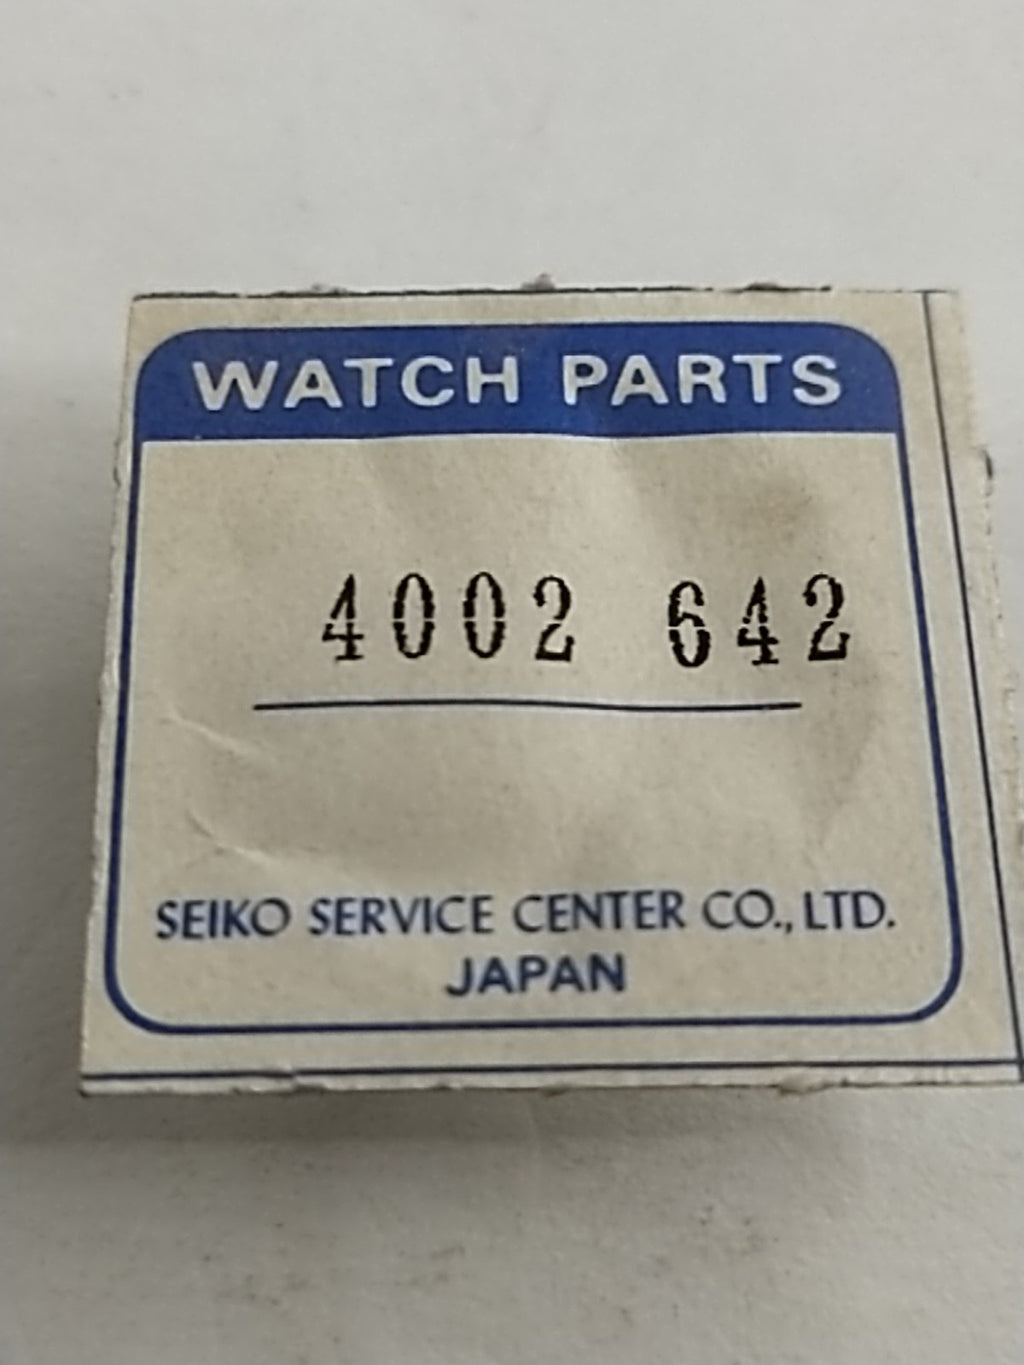 WATCH PARTS
4002 642
SEIKO SERVICE CENTER CO., LTD.
JAPAN